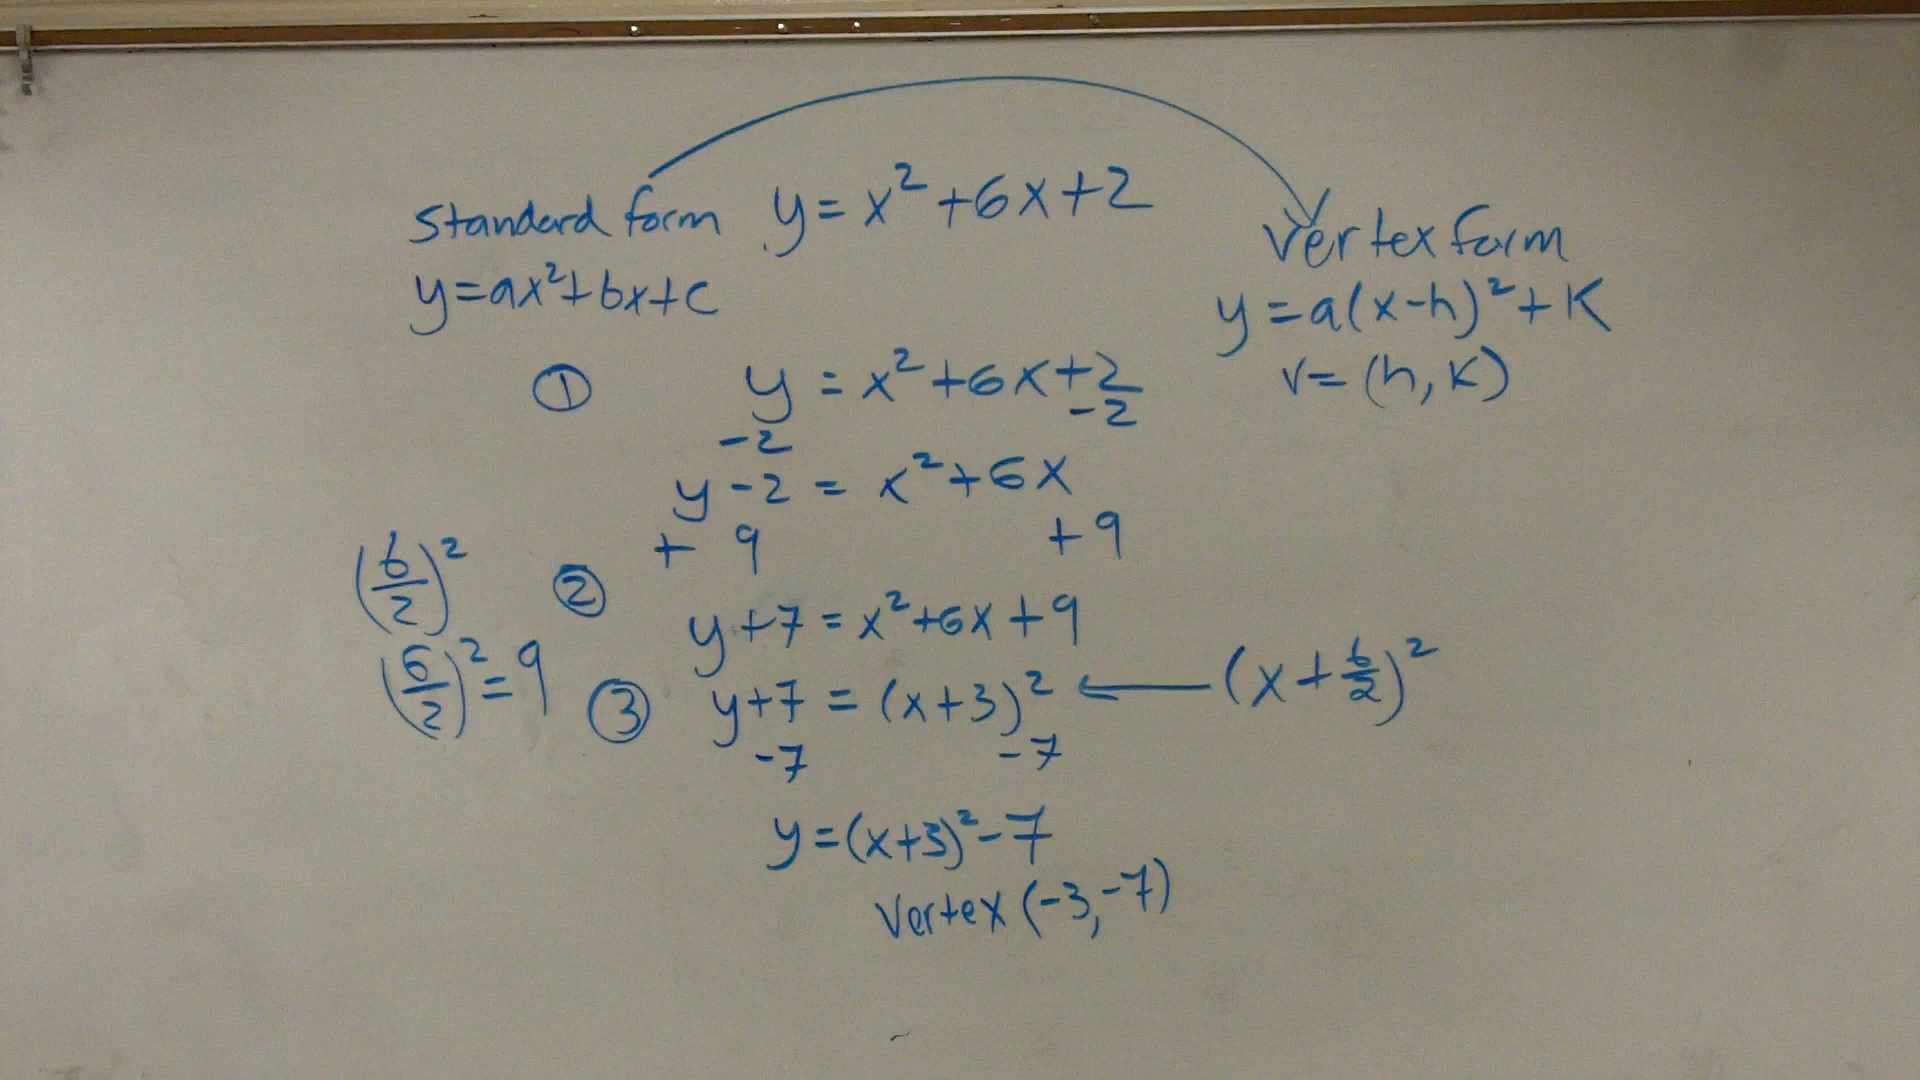 Standard form y = x² + 6x + 2
y = ax² + bx + c
Vertex form
y = a(x - h)² + K
v = (h, K)
① y = x² + 6x + 2
-2 -2
y - 2 = x² + 6x
+ 9 + 9
(b/2)²
② y + 7 = x² + 6x + 9
(6/2)² = 9
③ y + 7 = (x + 3)² ← (x + b/2)²
-7 -7
y = (x + 3)² - 7
Vertex (-3, -7)